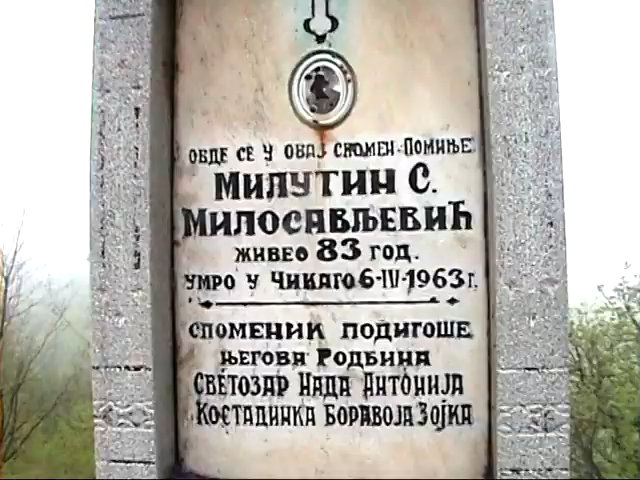 ОВДЕ СЕ У ОВАЈ СПОМЕН ПОМИЊЕ
МИЛУТИН С.
МИЛОСАВЉЕВИЋ
ЖИВЕО 83 ГОД.
УМРО У ЧИКАГО 6-IV-1963 Г.
СПОМЕНИК ПОДИГОШЕ
ЊЕГОВА РОДБИНА
СВЕТОЗАР НАДА АНТОНИЈА
КОСТАДИНКА БОРАВОЈА ЗОЈКА